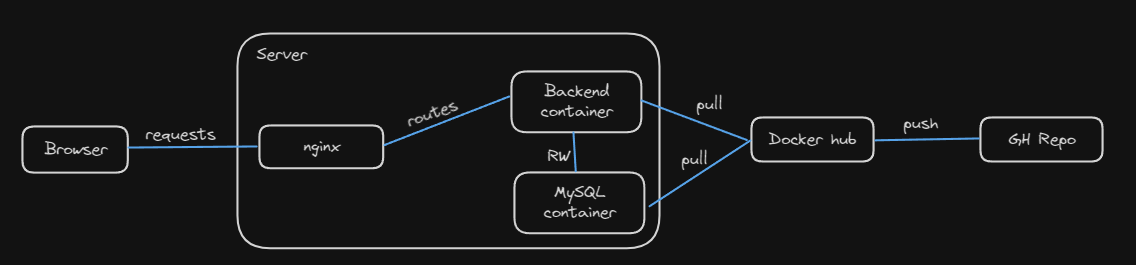 Server
Browser
requests
nginx
routes
Backend
container
RW
MySQL
container
pull
pull
Docker hub
push
GH Repo